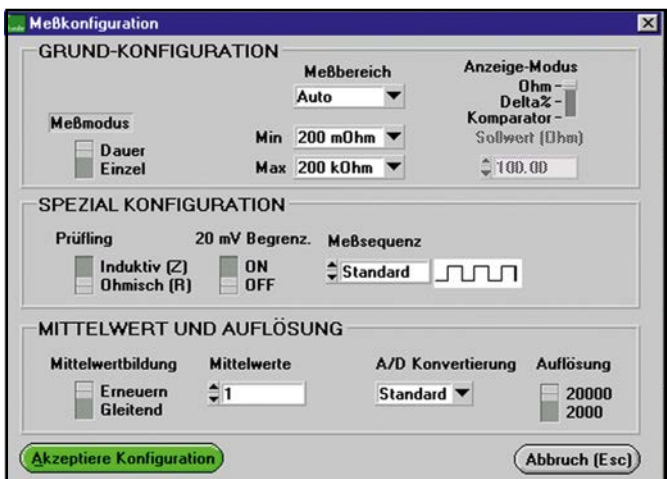 Meßkonfiguration
GRUND-KONFIGURATION
Meßbereich
Auto
Anzeige-Modus
Ohm
Delta%
Komparator
Meßmodus
Dauer
Einzel
Min 200 mOhm
Max 200 kOhm
Sollwert (Ohm)
100.00
SPEZIAL KONFIGURATION
Prüfling
Induktiv (Z)
Ohmisch (R)
20 mV Begrenz.
ON
OFF
Meßsequenz
Standard
MITTELWERT UND AUFLÖSUNG
Mittelwertbildung
Erneuern
Gleitend
Mittelwerte
1
A/D Konvertierung
Standard
Auflösung
20000
2000
Akzeptiere Konfiguration
Abbruch (Esc)